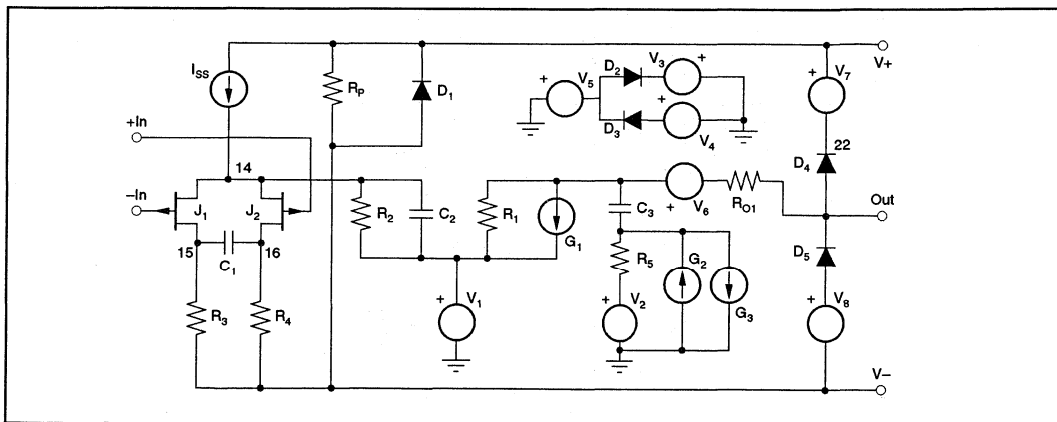 V+
I_SS
R_P
D_1
D_2
V_3
+
V_5
+
D_3
+
V_4
+
V_7
+In
14
D_4
22
–In
J_1
J_2
R_2
C_2
R_1
G_1
C_3
V_6
+
R_O1
Out
15
C_1
16
R_3
R_4
+
V_1
R_5
G_2
G_3
+
V_2
D_5
+
V_8
V–